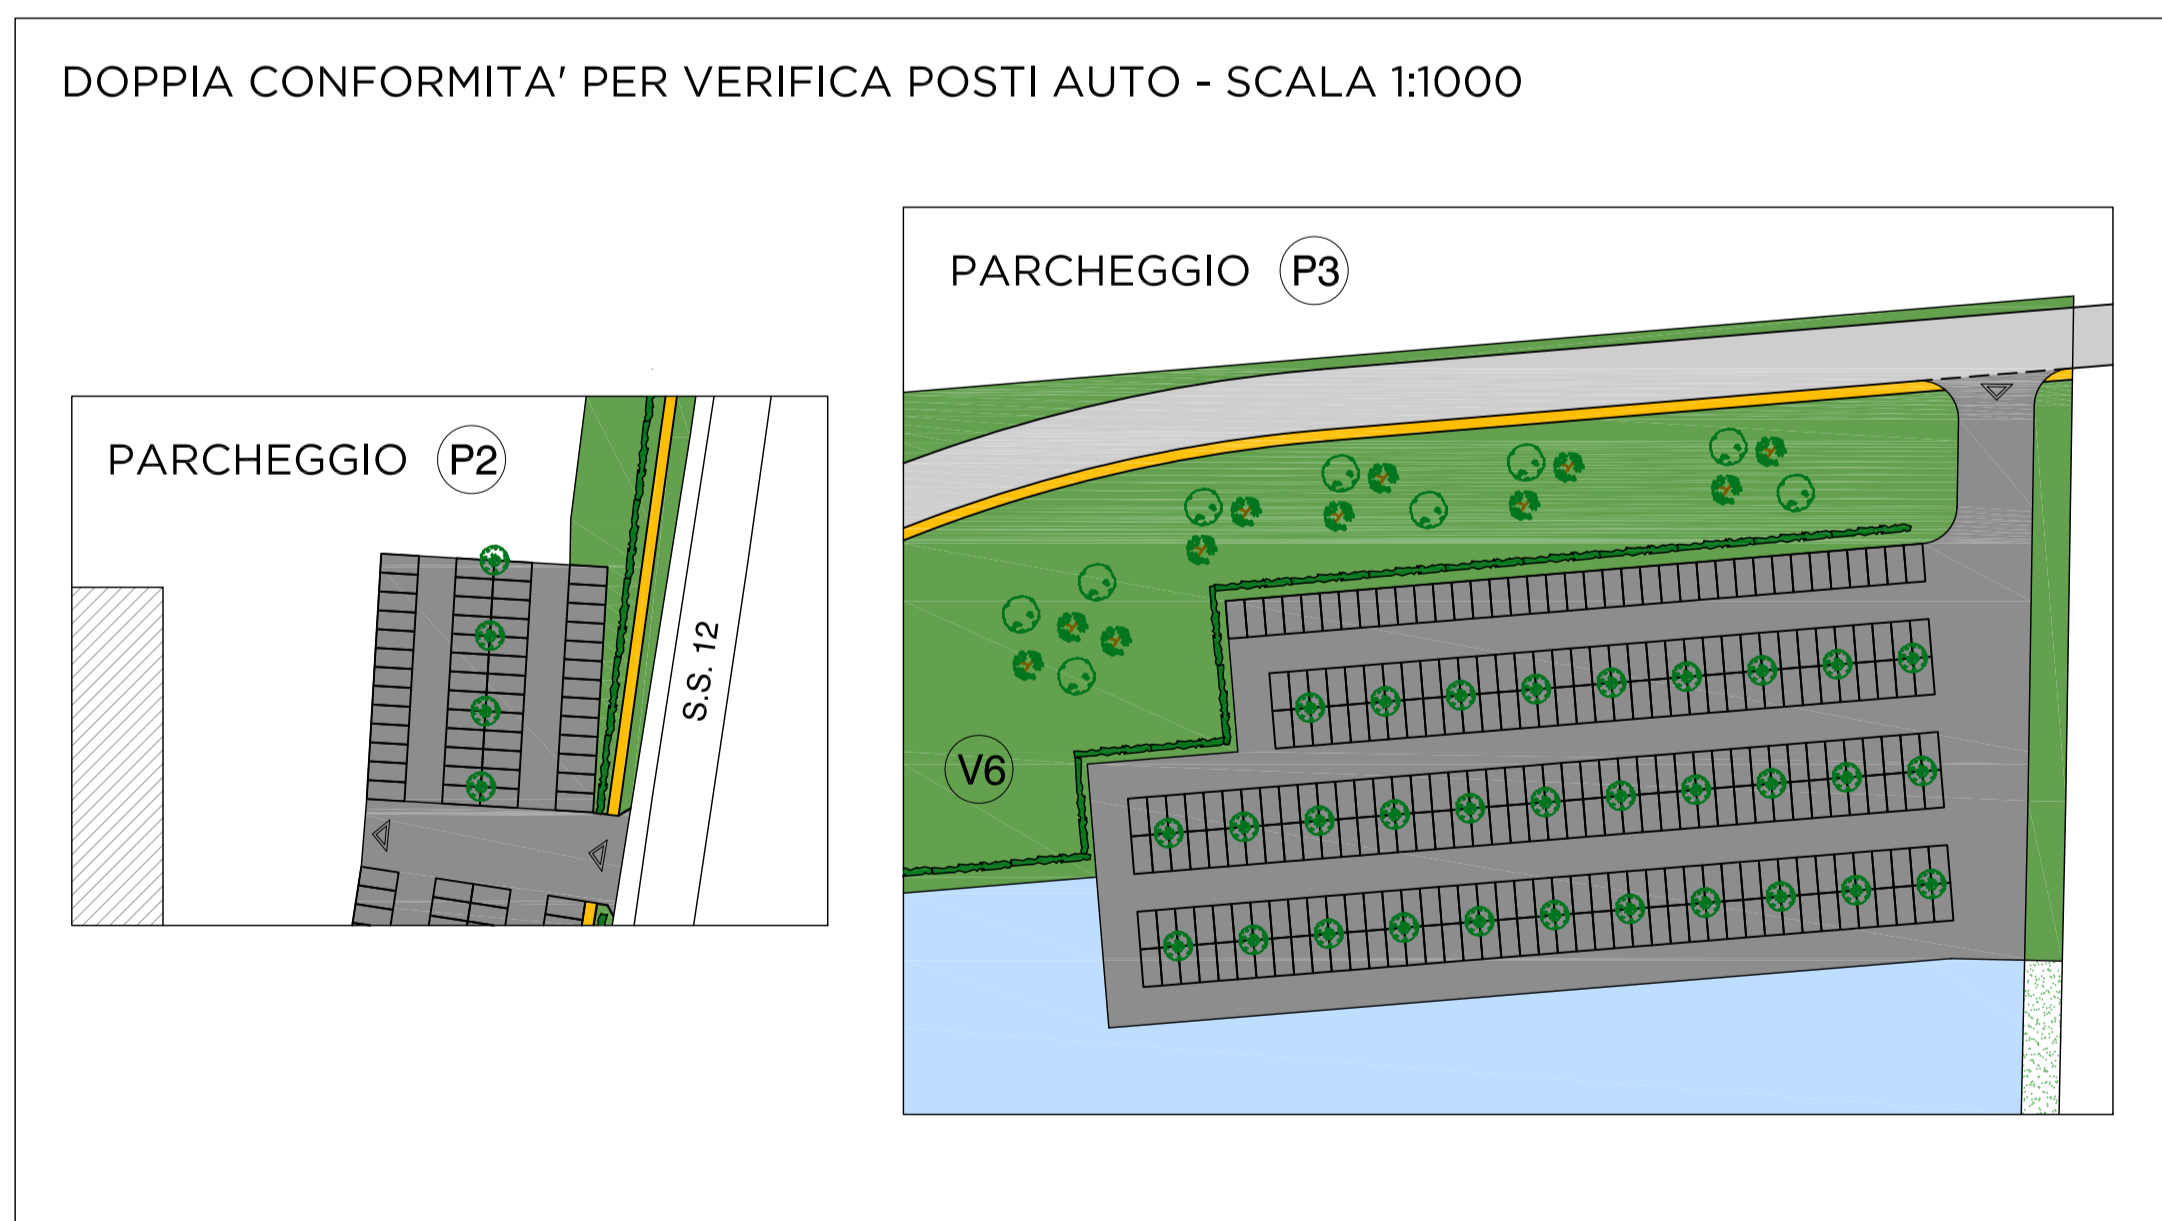 DOPPIA CONFORMITA' PER VERIFICA POSTI AUTO - SCALA 1:1000
PARCHEGGIO P3
PARCHEGGIO P2
S.S. 12
V6